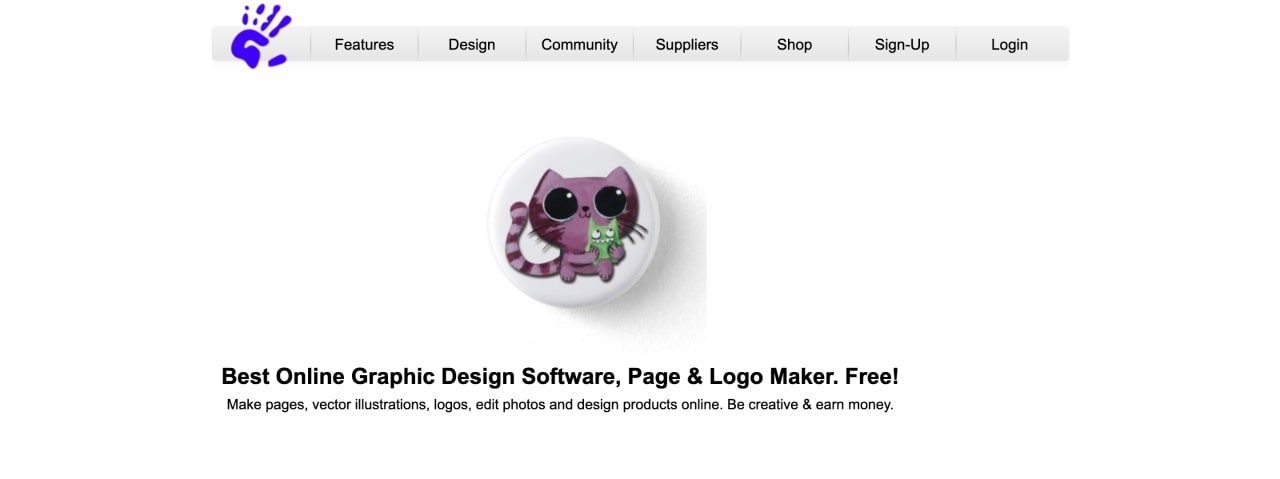 Features Design Community Suppliers Shop Sign-Up Login
Best Online Graphic Design Software, Page & Logo Maker. Free!
Make pages, vector illustrations, logos, edit photos and design products online. Be creative & earn money.